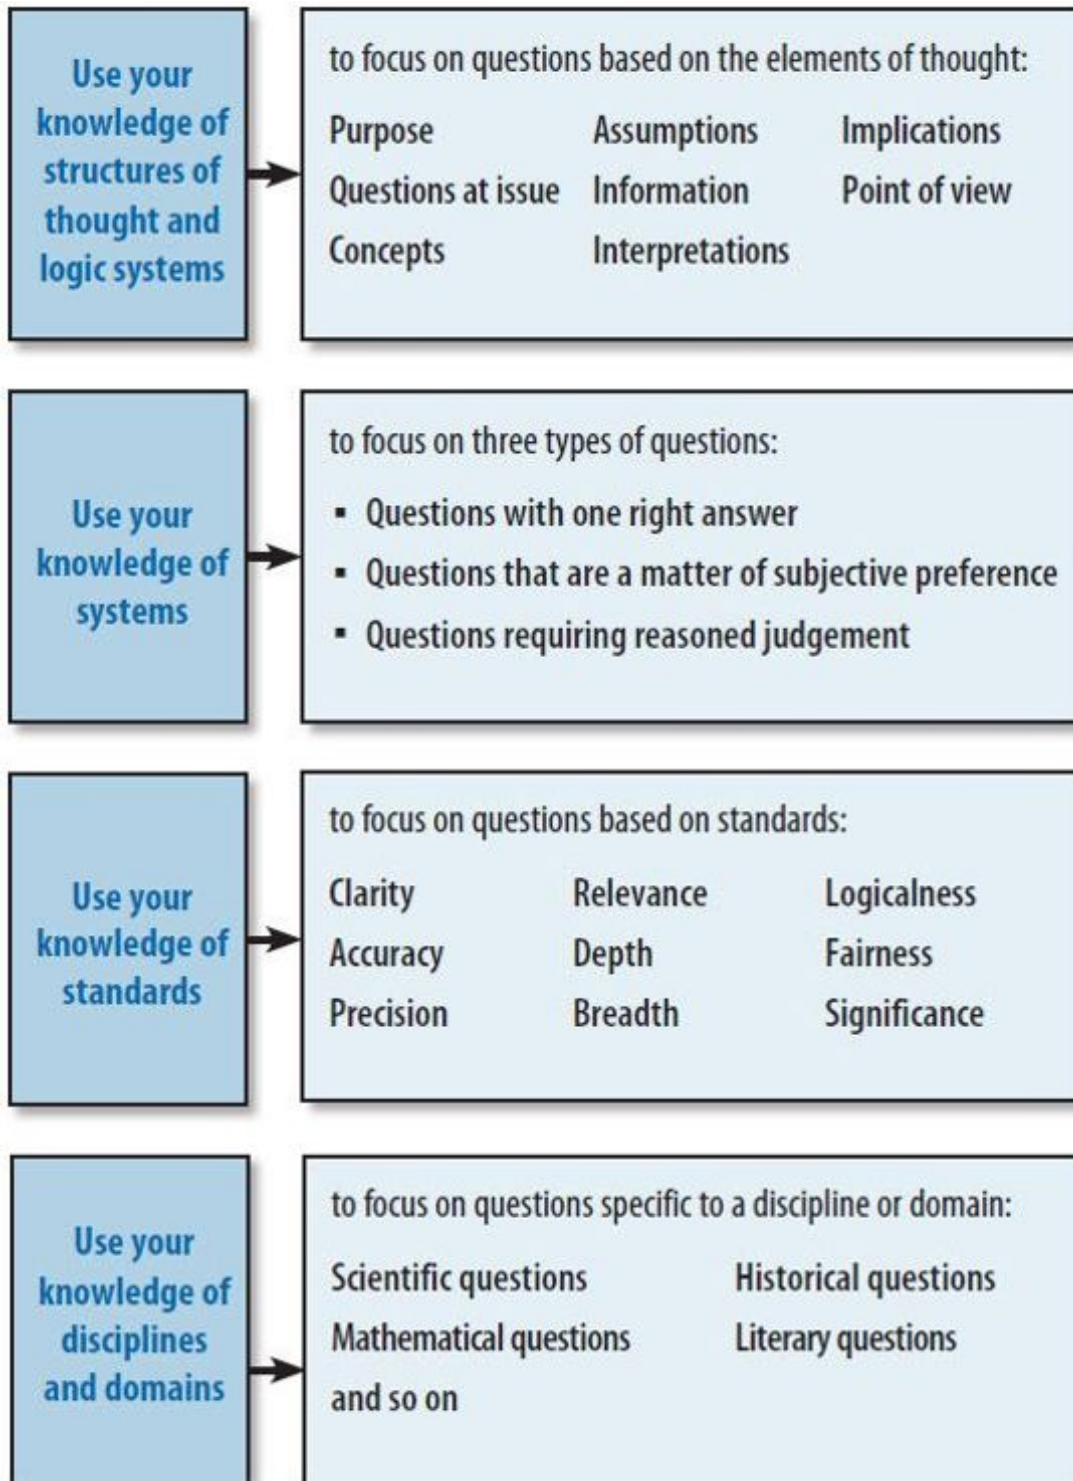 Use your
knowledge of
structures of
thought and
logic systems
to focus on questions based on the elements of thought:
Purpose Assumptions Implications
Questions at issue Information Point of view
Concepts Interpretations
Use your
knowledge of
systems
to focus on three types of questions:
▪ Questions with one right answer
▪ Questions that are a matter of subjective preference
▪ Questions requiring reasoned judgement
Use your
knowledge of
standards
to focus on questions based on standards:
Clarity Relevance Logicalness
Accuracy Depth Fairness
Precision Breadth Significance
Use your
knowledge of
disciplines
and domains
to focus on questions specific to a discipline or domain:
Scientific questions Historical questions
Mathematical questions Literary questions
and so on